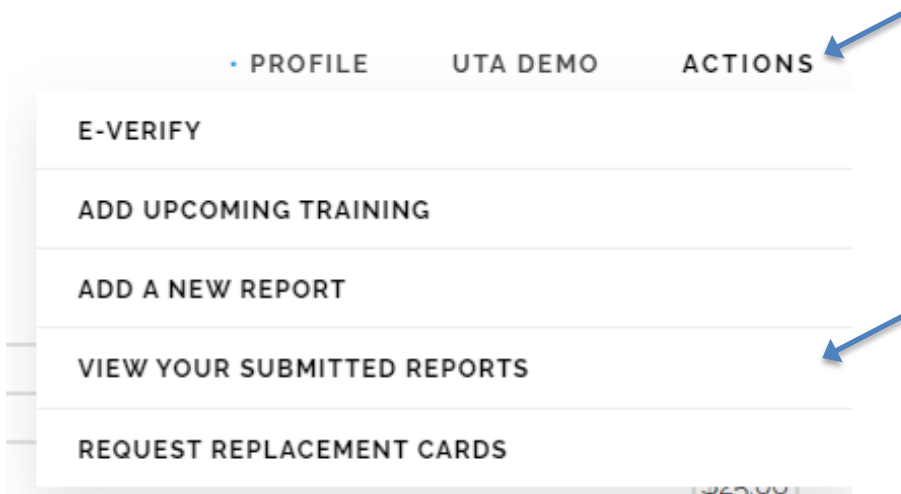 • PROFILE UTA DEMO ACTIONS
E-VERIFY
ADD UPCOMING TRAINING
ADD A NEW REPORT
VIEW YOUR SUBMITTED REPORTS
REQUEST REPLACEMENT CARDS